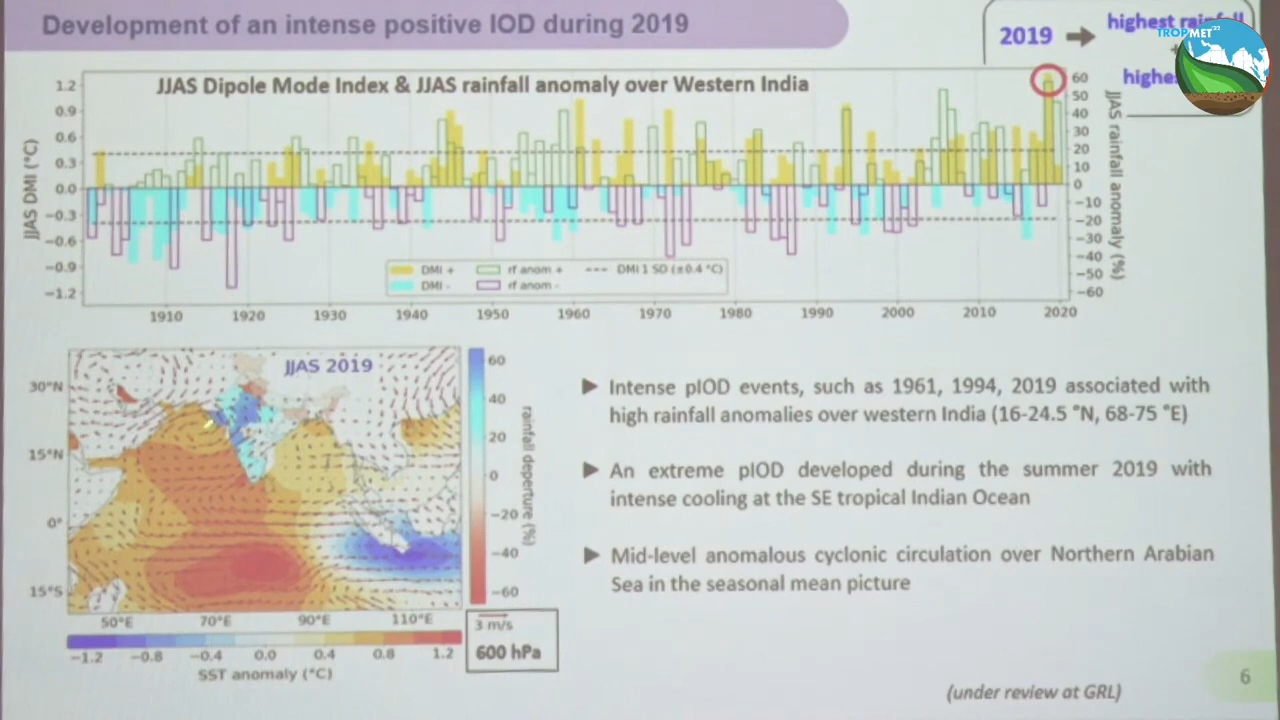 Development of an intense positive IOD during 2019
2019
highest rainfall
TROPMET'22
JJAS Dipole Mode Index & JJAS rainfall anomaly over Western India
1.2
0.9
0.6
0.3
0.0
−0.3
−0.6
−0.9
−1.2
JJAS DMI (°C)
60
50
40
30
20
10
0
−10
−20
−30
−40
−50
−60
JJAS rainfall anomaly (%)
DMI + rf anom + DMI 1 SD (±0.4 °C)
DMI - rf anom -
1910 1920 1930 1940 1950 1960 1970 1980 1990 2000 2010 2020
JJAS 2019
30°N
15°N
0°
15°S
50°E 70°E 90°E 110°E
60
40
20
0
−20
−40
−60
rainfall deperture (%)
−1.2 −0.8 −0.4 0.0 0.4 0.8 1.2
SST anomaly (°C)
3 m/s
600 hPa
Intense pIOD events, such as 1961, 1994, 2019 associated with
high rainfall anomalies over western India (16-24.5 °N, 68-75 °E)
An extreme pIOD developed during the summer 2019 with
intense cooling at the SE tropical Indian Ocean
Mid-level anomalous cyclonic circulation over Northern Arabian
Sea in the seasonal mean picture
(under review at GRL)
6